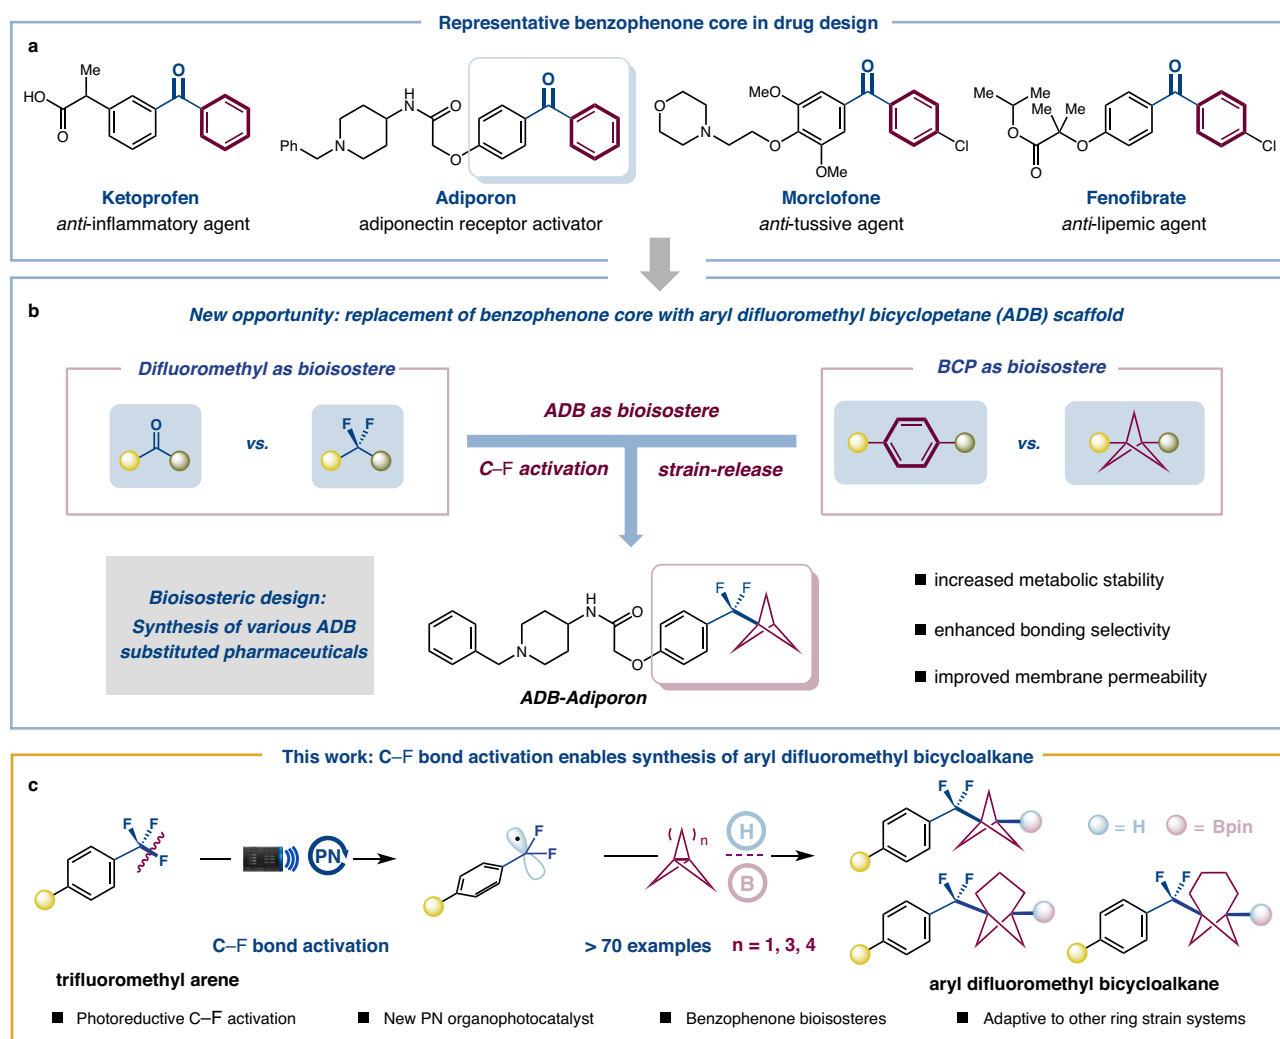 Representative benzophenone core in drug design
a
Me
HO
O
O
Ketoprofen
anti-inflammatory agent
H
N
O
O
N
Ph
O
Adiporon
adiponectin receptor activator
O
MeO
O
N
O
OMe
Cl
Morclofone
anti-tussive agent
O
Me
Me
Me
Me
O
O
O
Cl
Fenofibrate
anti-lipemic agent
b
New opportunity: replacement of benzophenone core with aryl difluoromethyl bicyclopetane (ADB) scaffold
Difluoromethyl as bioisostere
O
vs.
F F
ADB as bioisostere
C–F activation
strain-release
BCP as bioisostere
vs.
Bioisosteric design:
Synthesis of various ADB
substituted pharmaceuticals
H
N
O
F F
N
O
ADB-Adiporon
increased metabolic stability
enhanced bonding selectivity
improved membrane permeability
This work: C–F bond activation enables synthesis of aryl difluoromethyl bicycloalkane
c
F F
F
PN
C–F bond activation
trifluoromethyl arene
F
F
( )n
H
B
> 70 examples
n = 1, 3, 4
F F
= H
= Bpin
F F
F F
aryl difluoromethyl bicycloalkane
Photoreductive C–F activation
New PN organophotocatalyst
Benzophenone bioisosteres
Adaptive to other ring strain systems